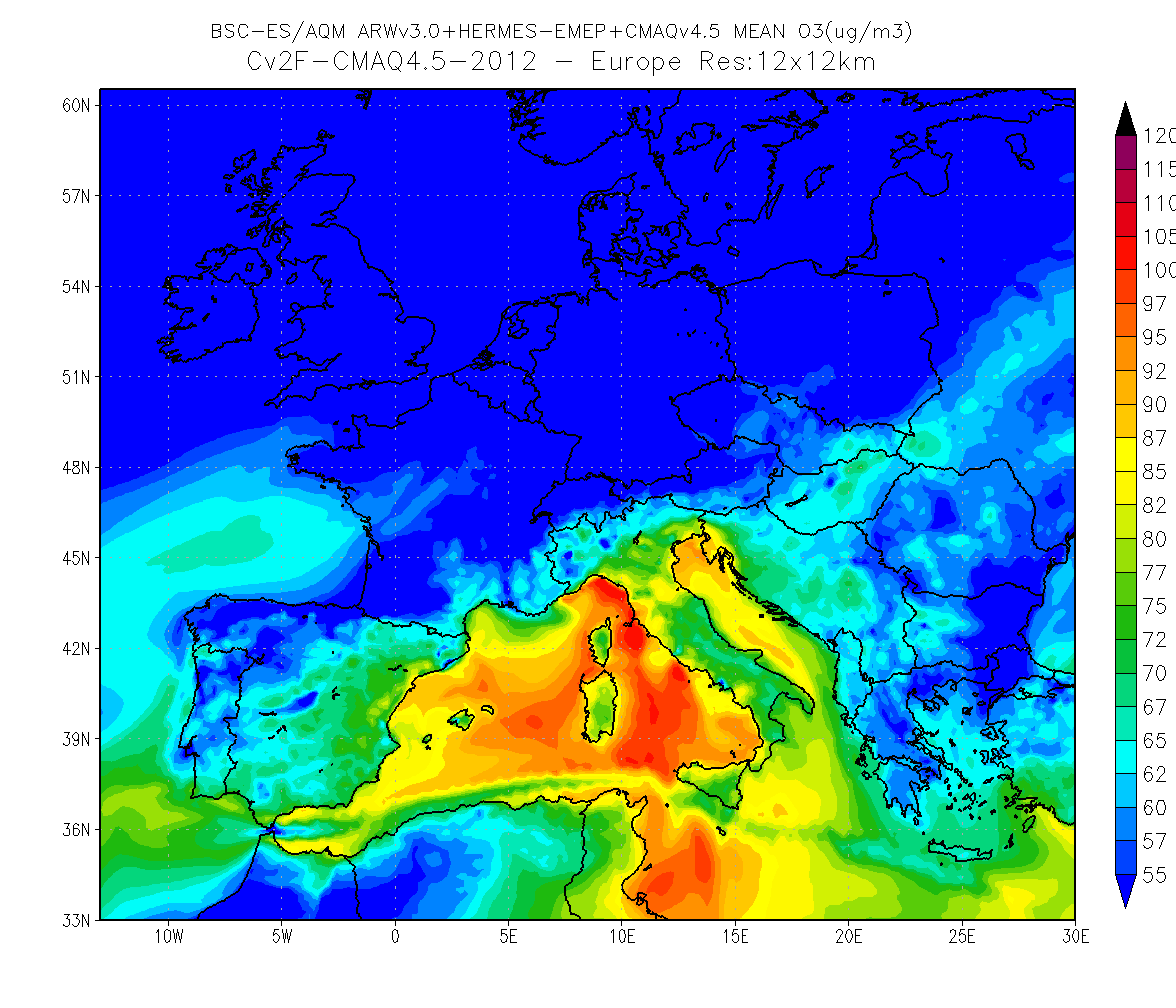 BSC-ES/AQM ARWv3.0+HERMES-EMEP+CMAQv4.5 MEAN O3(ug/m3)
Cv2F-CMAQ4.5-2012 - Europe Res:12x12km
60N
57N
54N
51N
48N
45N
42N
39N
36N
33N
10W
5W
0
5E
10E
15E
20E
25E
30E
120
115
110
105
100
97
95
92
90
87
85
82
80
77
75
72
70
67
65
62
60
57
55